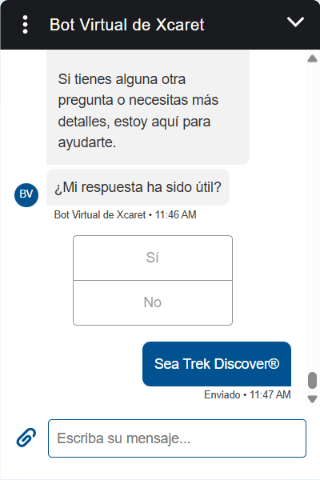 Bot Virtual de Xcaret
Si tienes alguna otra
pregunta o necesitas más
detalles, estoy aquí para
ayudarte.
¿Mi respuesta ha sido útil?
BV
Bot Virtual de Xcaret • 11:46 AM
Sí
No
Sea Trek Discover®
Enviado • 11:47 AM
Escriba su mensaje...